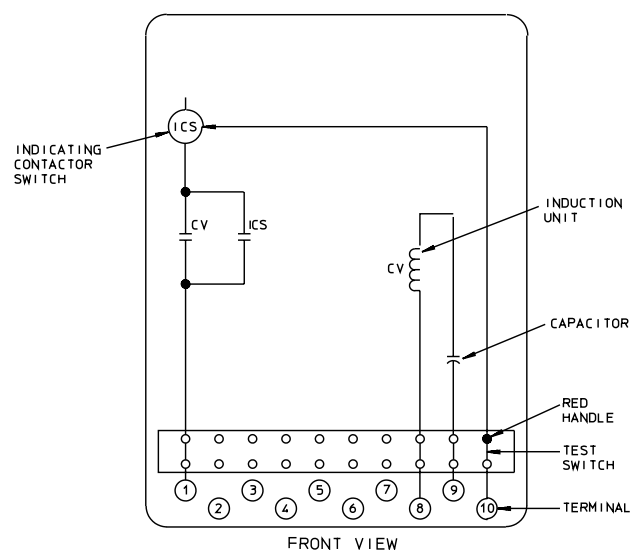 ICS
INDICATING
CONTACTOR
SWITCH
CV
ICS
INDUCTION
UNIT
CV
CAPACITOR
RED
HANDLE
TEST
SWITCH
1
2
3
4
5
6
7
8
9
10
TERMINAL
FRONT VIEW